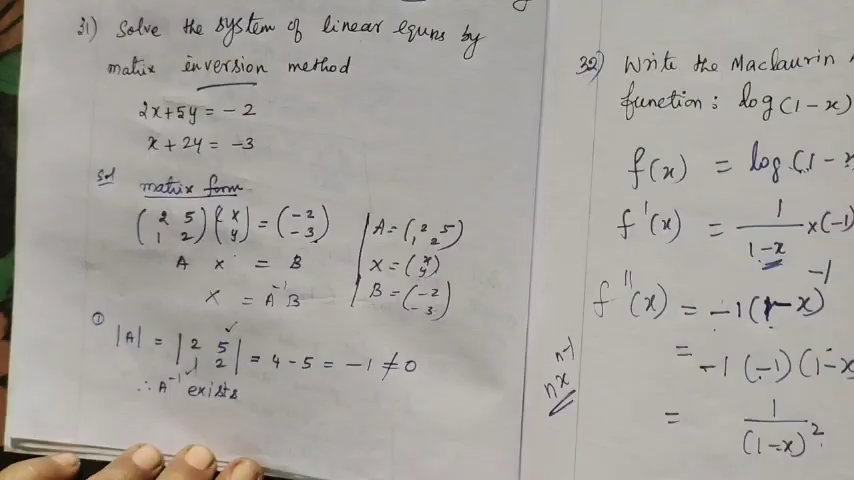 31) Solve the system of linear equns by
matrix inversion method
2x+5y = -2
x + 2y = -3
Sol matrix form
( 2 5 ) ( x ) = ( -2 )
( 1 2 ) ( y ) ( -3 )
A x = B
X = A⁻¹B
A = ( 2 5
1 2 )
X = ( x
y )
B = ( -2
-3 )
① |A| = | 2 5 | = 4 - 5 = -1 ≠ 0
| 1 2 |
∴ A⁻¹ exists
32) Write the Maclaurin
function : log(1-x)
f(x) = log(1-
f'(x) = 1/(1-x) x(-1)
f''(x) = -1(1-x)⁻¹
= -1(-1)(1-x
= 1/(1-x)²
nxⁿ⁻¹